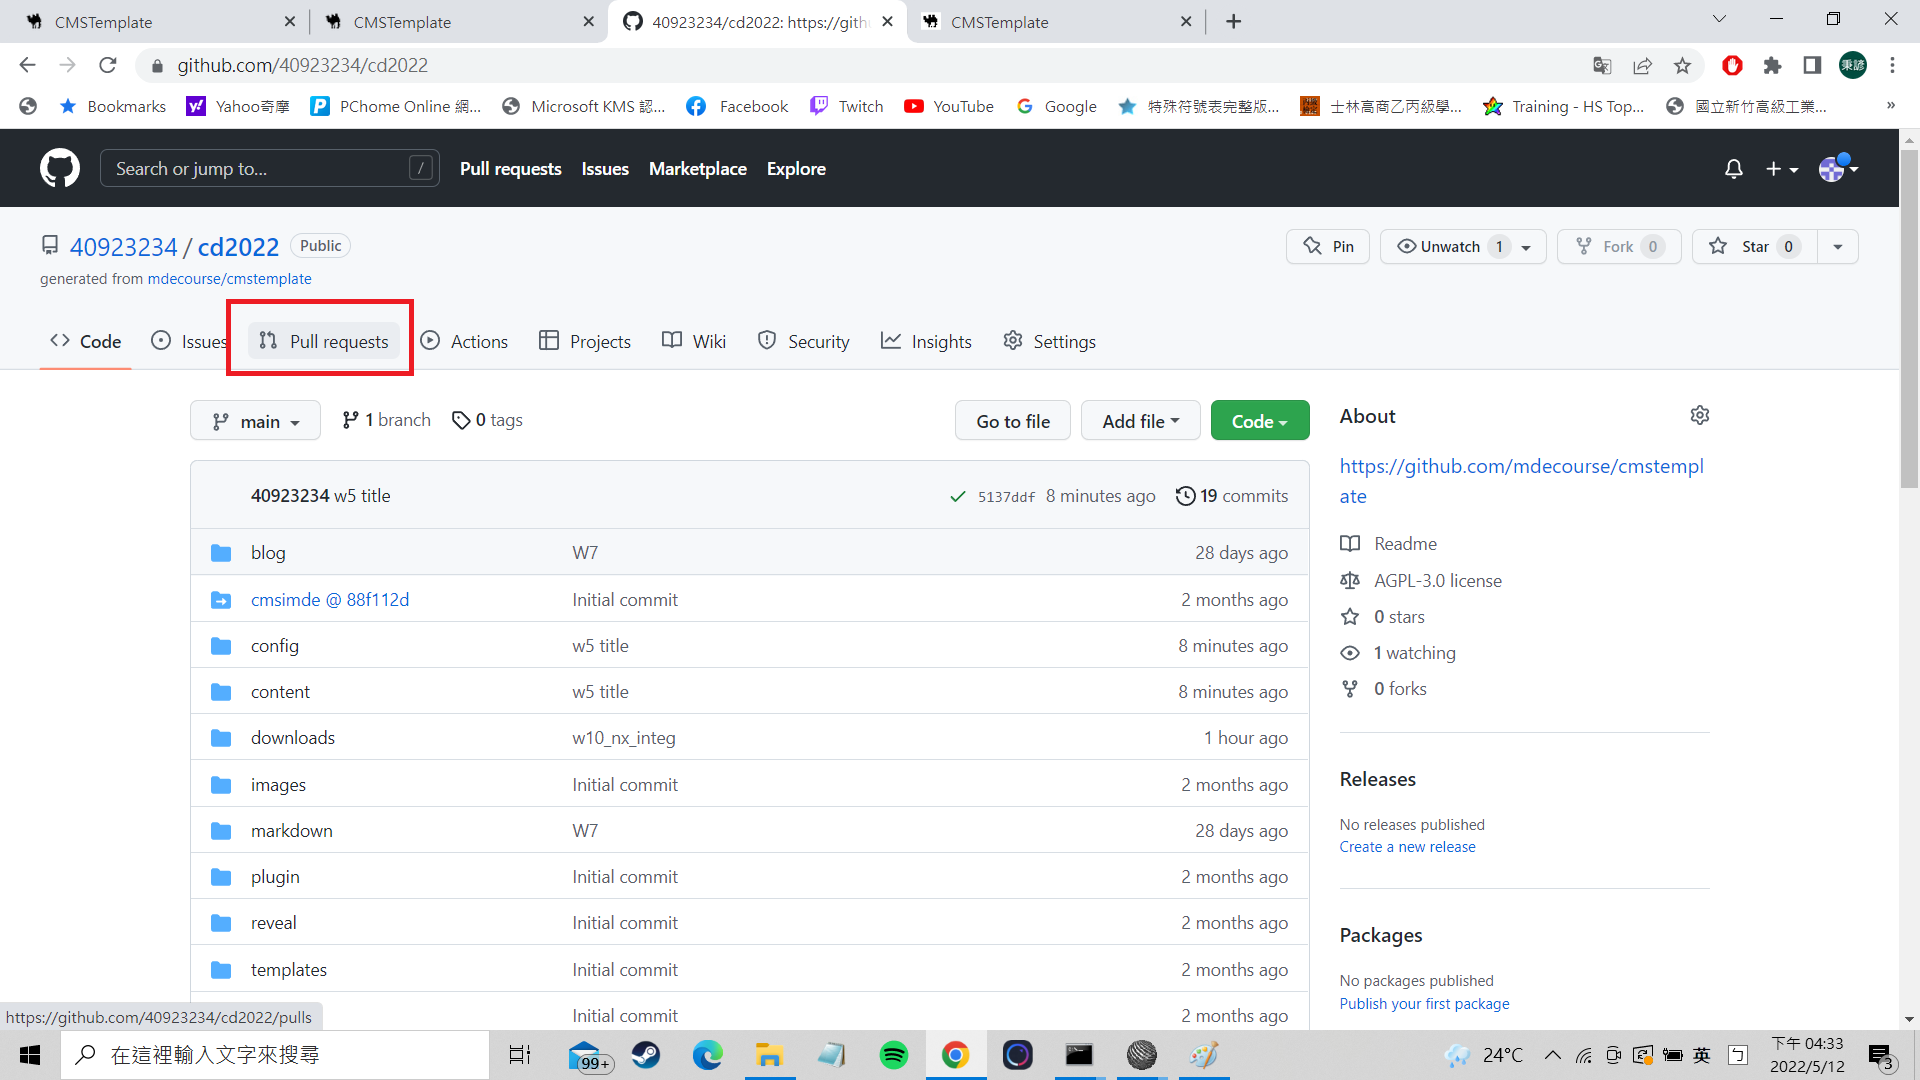 CMSTemplate
CMSTemplate
40923234/cd2022: https://gith
CMSTemplate
github.com/40923234/cd2022
秉諺
Bookmarks
Yahoo奇摩
PChome Online 網...
Microsoft KMS 認...
Facebook
Twitch
YouTube
Google
特殊符號表完整版...
士林高商乙丙級學...
Training - HS Top...
國立新竹高級工業...
»
Search or jump to...
/
Pull requests
Issues
Marketplace
Explore
40923234 / cd2022
Public
generated from mdecourse/cmstemplate
Pin
Unwatch 1
Fork 0
Star 0
Code
Issues
Pull requests
Actions
Projects
Wiki
Security
Insights
Settings
main
1 branch
0 tags
Go to file
Add file
Code
40923234 w5 title
5137ddf 8 minutes ago
19 commits
blog W7 28 days ago
cmsimde @ 88f112d Initial commit 2 months ago
config w5 title 8 minutes ago
content w5 title 8 minutes ago
downloads w10_nx_integ 1 hour ago
images Initial commit 2 months ago
markdown W7 28 days ago
plugin Initial commit 2 months ago
reveal Initial commit 2 months ago
templates Initial commit 2 months ago
Initial commit 2 months ago
About
https://github.com/mdecourse/cmstempl
ate
Readme
AGPL-3.0 license
0 stars
1 watching
0 forks
Releases
No releases published
Create a new release
Packages
No packages published
Publish your first package
https://github.com/40923234/cd2022/pulls
在這裡輸入文字來搜尋
99+
24°C
英
ㄅ
下午 04:33
2022/5/12
3